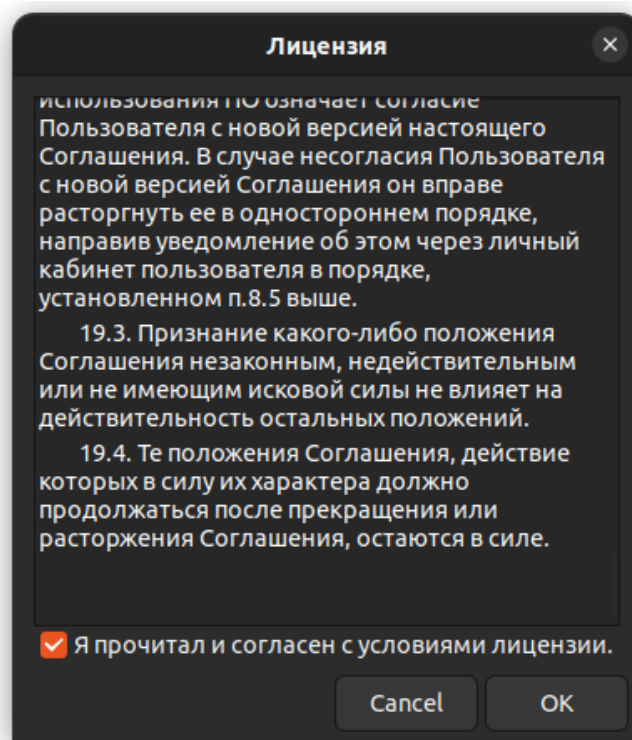 Лицензия
использования ПО означает согласие
Пользователя с новой версией настоящего
Соглашения. В случае несогласия Пользователя
с новой версией Соглашения он вправе
расторгнуть ее в одностороннем порядке,
направив уведомление об этом через личный
кабинет пользователя в порядке,
установленном п.8.5 выше.
19.3. Признание какого-либо положения
Соглашения незаконным, недействительным
или не имеющим исковой силы не влияет на
действительность остальных положений.
19.4. Те положения Соглашения, действие
которых в силу их характера должно
продолжаться после прекращения или
расторжения Соглашения, остаются в силе.
Я прочитал и согласен с условиями лицензии.
Cancel OK